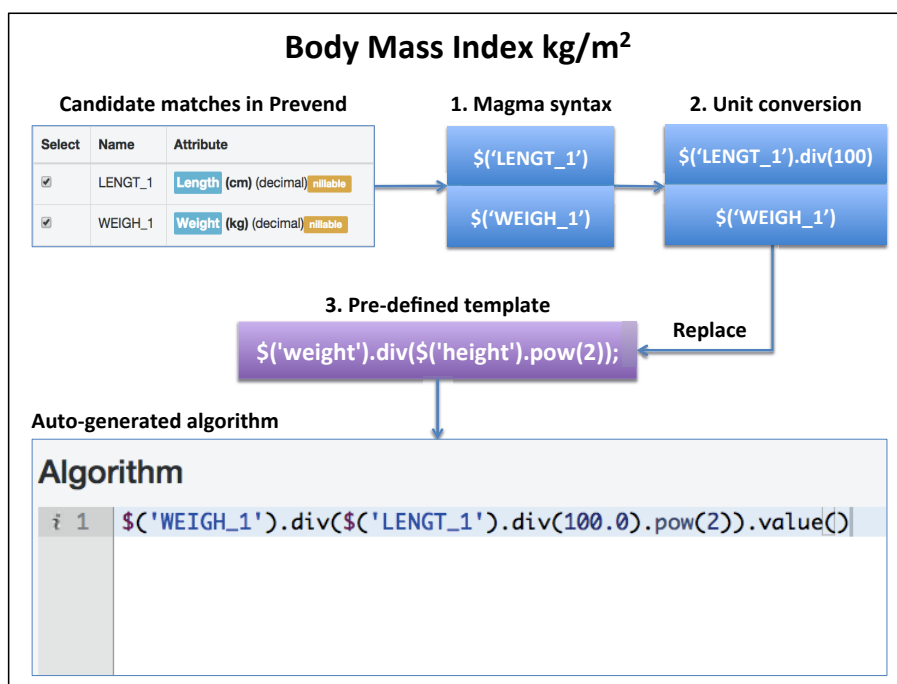 Body Mass Index kg/m²
Candidate matches in Prevend
Select Name Attribute
LENGT_1 Length (cm) (decimal) nillable
WEIGH_1 Weight (kg) (decimal) nillable
1. Magma syntax
$(‘LENGT_1’)
$(‘WEIGH_1’)
2. Unit conversion
$(‘LENGT_1’).div(100)
$(‘WEIGH_1’)
Replace
3. Pre-defined template
$('weight').div($('height').pow(2));
Auto-generated algorithm
Algorithm
i 1 $('WEIGH_1').div($('LENGT_1').div(100.0).pow(2)).value()